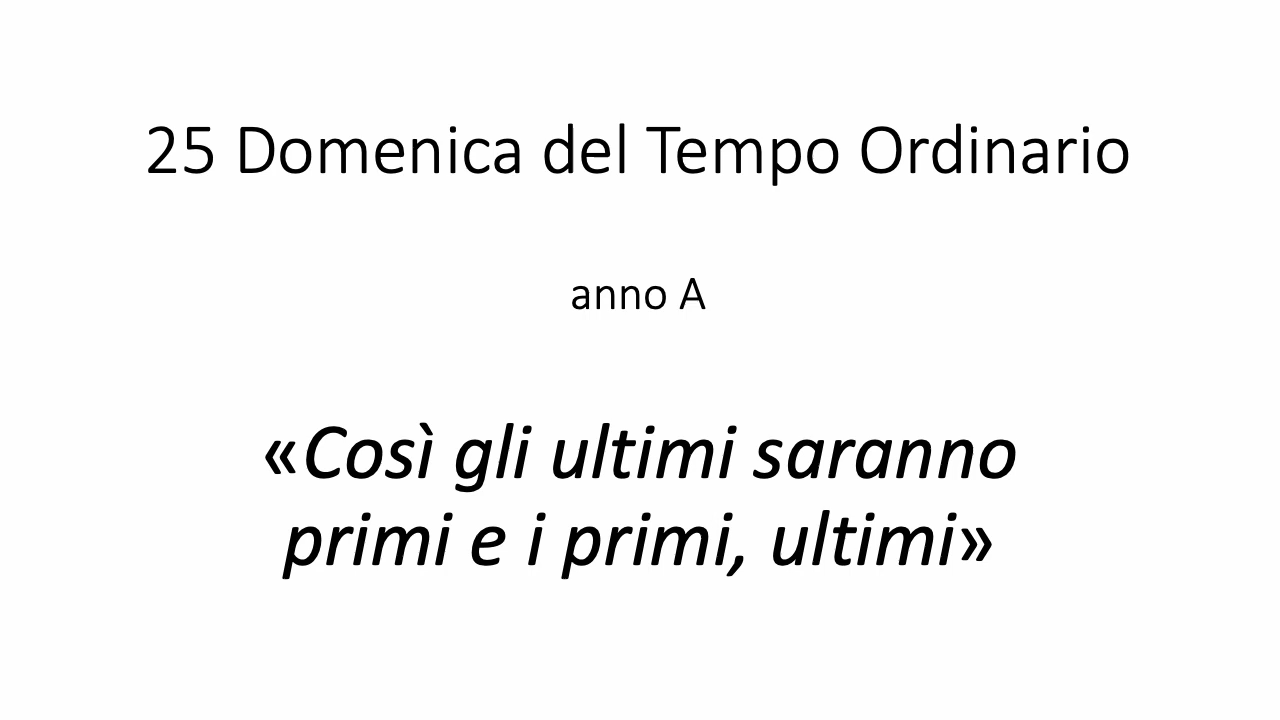 25 Domenica del Tempo Ordinario
anno A
«Così gli ultimi saranno
primi e i primi, ultimi»